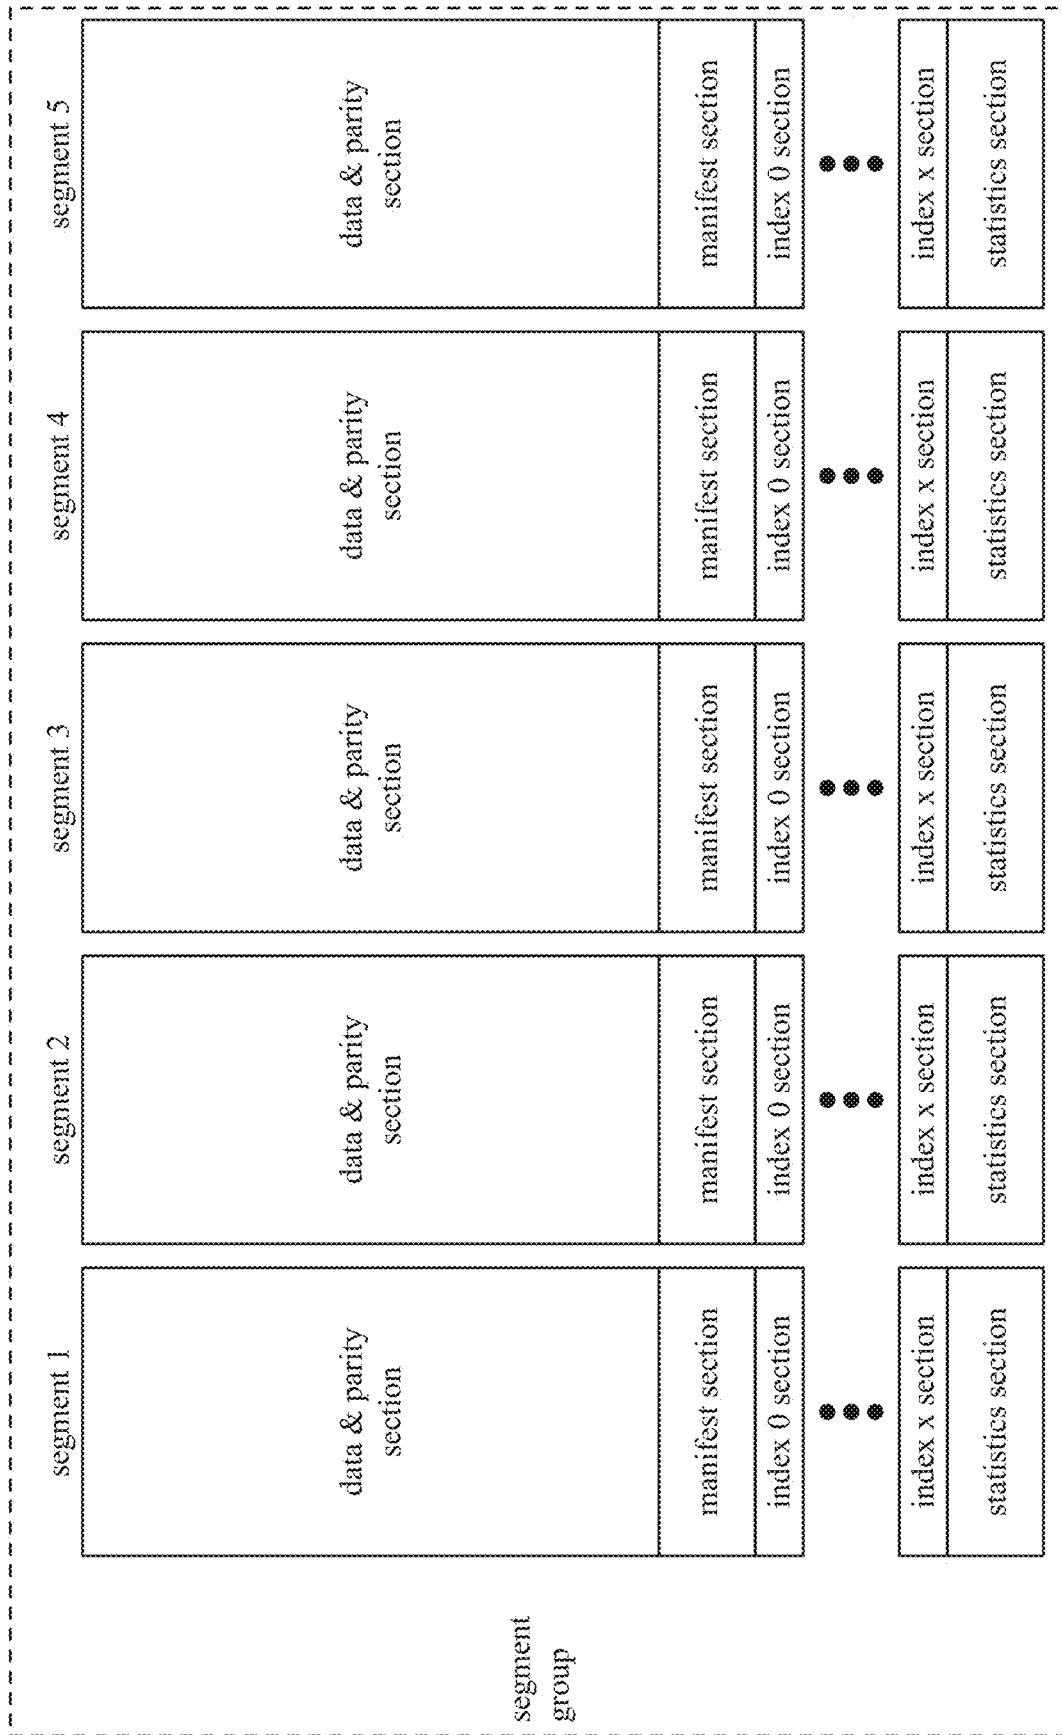 segment group
segment 1
data & parity
section
manifest section
index 0 section
index x section
statistics section
segment 2
data & parity
section
manifest section
index 0 section
index x section
statistics section
segment 3
data & parity
section
manifest section
index 0 section
index x section
statistics section
segment 4
data & parity
section
manifest section
index 0 section
index x section
statistics section
segment 5
data & parity
section
manifest section
index 0 section
index x section
statistics section